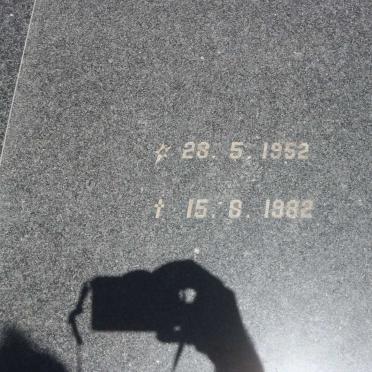 * 28. 5. 1952
† 15. 8. 1982